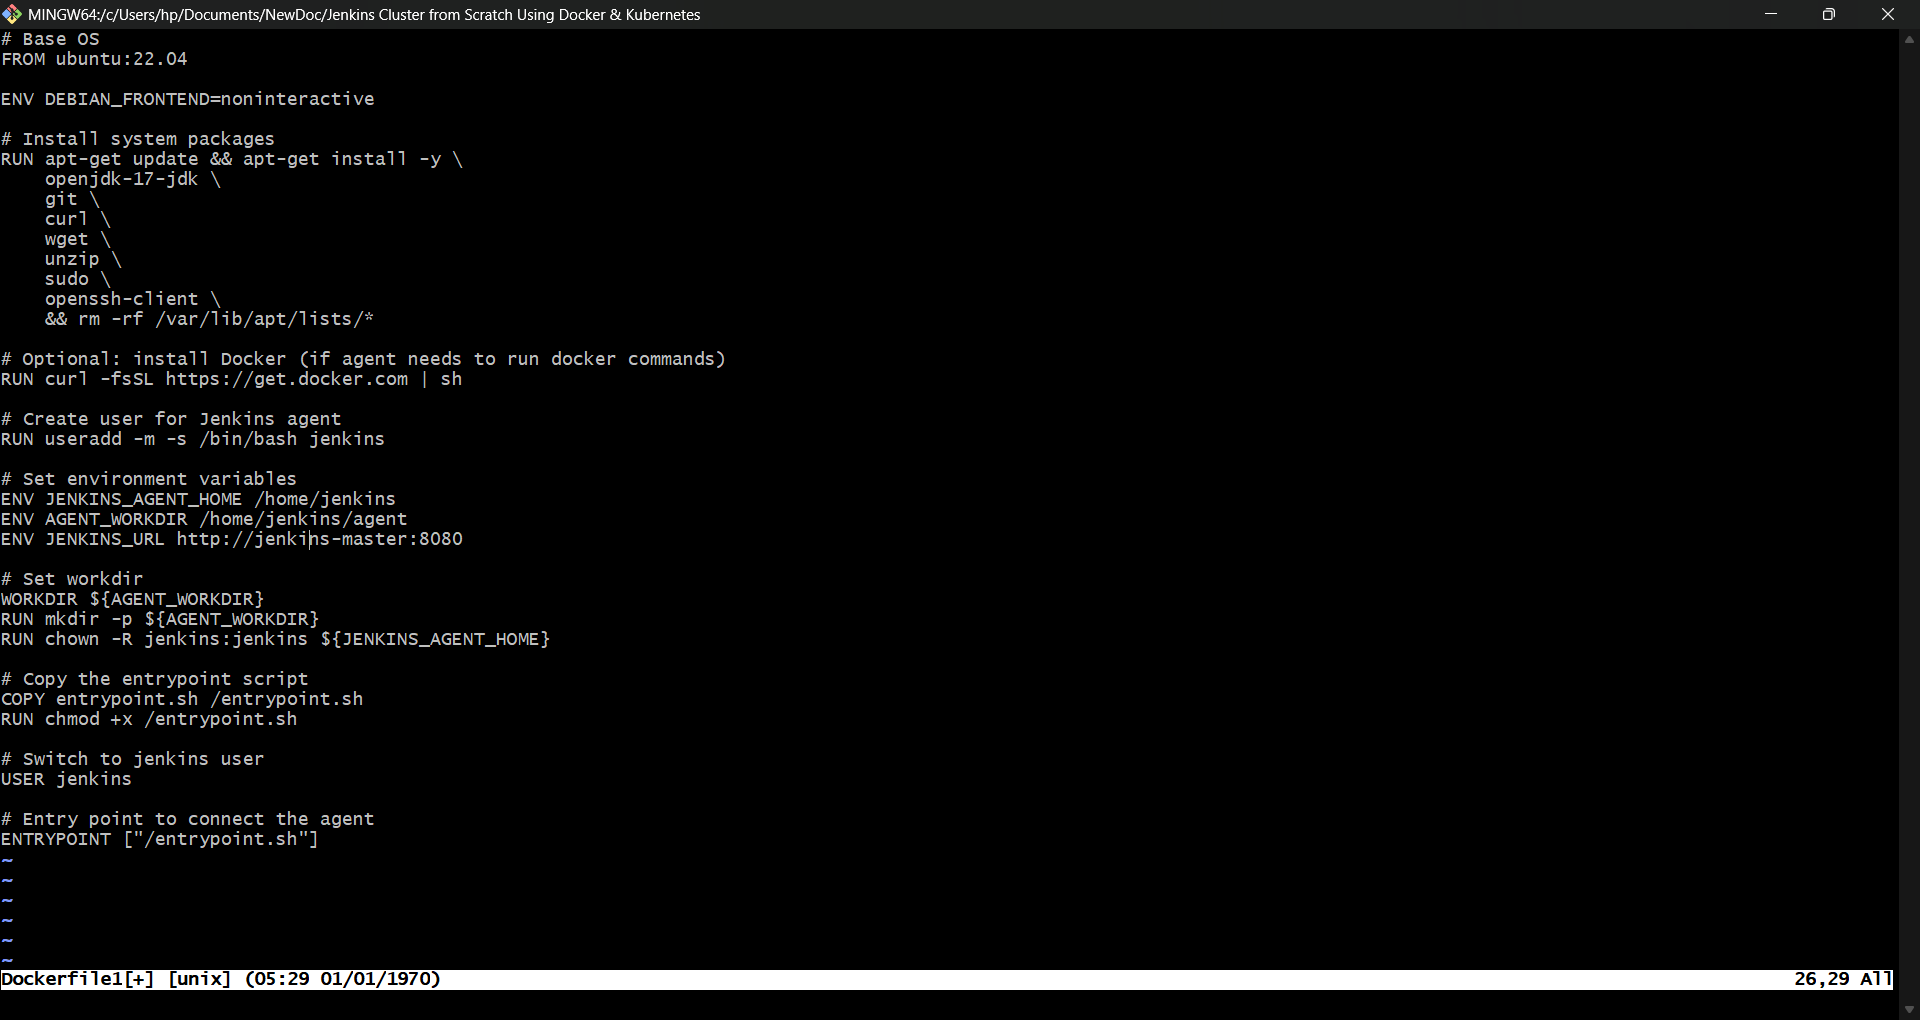 MINGW64:/c/Users/hp/Documents/NewDoc/Jenkins Cluster from Scratch Using Docker & Kubernetes
# Base OS
FROM ubuntu:22.04
ENV DEBIAN_FRONTEND=noninteractive
# Install system packages
RUN apt-get update && apt-get install -y \
    openjdk-17-jdk \
    git \
    curl \
    wget \
    unzip \
    sudo \
    openssh-client \
    && rm -rf /var/lib/apt/lists/*
# Optional: install Docker (if agent needs to run docker commands)
RUN curl -fsSL https://get.docker.com | sh
# Create user for Jenkins agent
RUN useradd -m -s /bin/bash jenkins
# Set environment variables
ENV JENKINS_AGENT_HOME /home/jenkins
ENV AGENT_WORKDIR /home/jenkins/agent
ENV JENKINS_URL http://jenkins-master:8080
# Set workdir
WORKDIR ${AGENT_WORKDIR}
RUN mkdir -p ${AGENT_WORKDIR}
RUN chown -R jenkins:jenkins ${JENKINS_AGENT_HOME}
# Copy the entrypoint script
COPY entrypoint.sh /entrypoint.sh
RUN chmod +x /entrypoint.sh
# Switch to jenkins user
USER jenkins
# Entry point to connect the agent
ENTRYPOINT ["/entrypoint.sh"]
~
~
~
~
~
~
Dockerfile1[+] [unix] (05:29 01/01/1970) 26,29 All